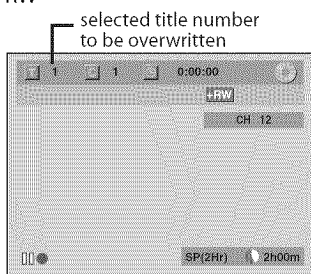 RW
selected title number
to be overwritten
1 1 0:00:00
+RW
CH 12
SP(2Hr) 2h00m